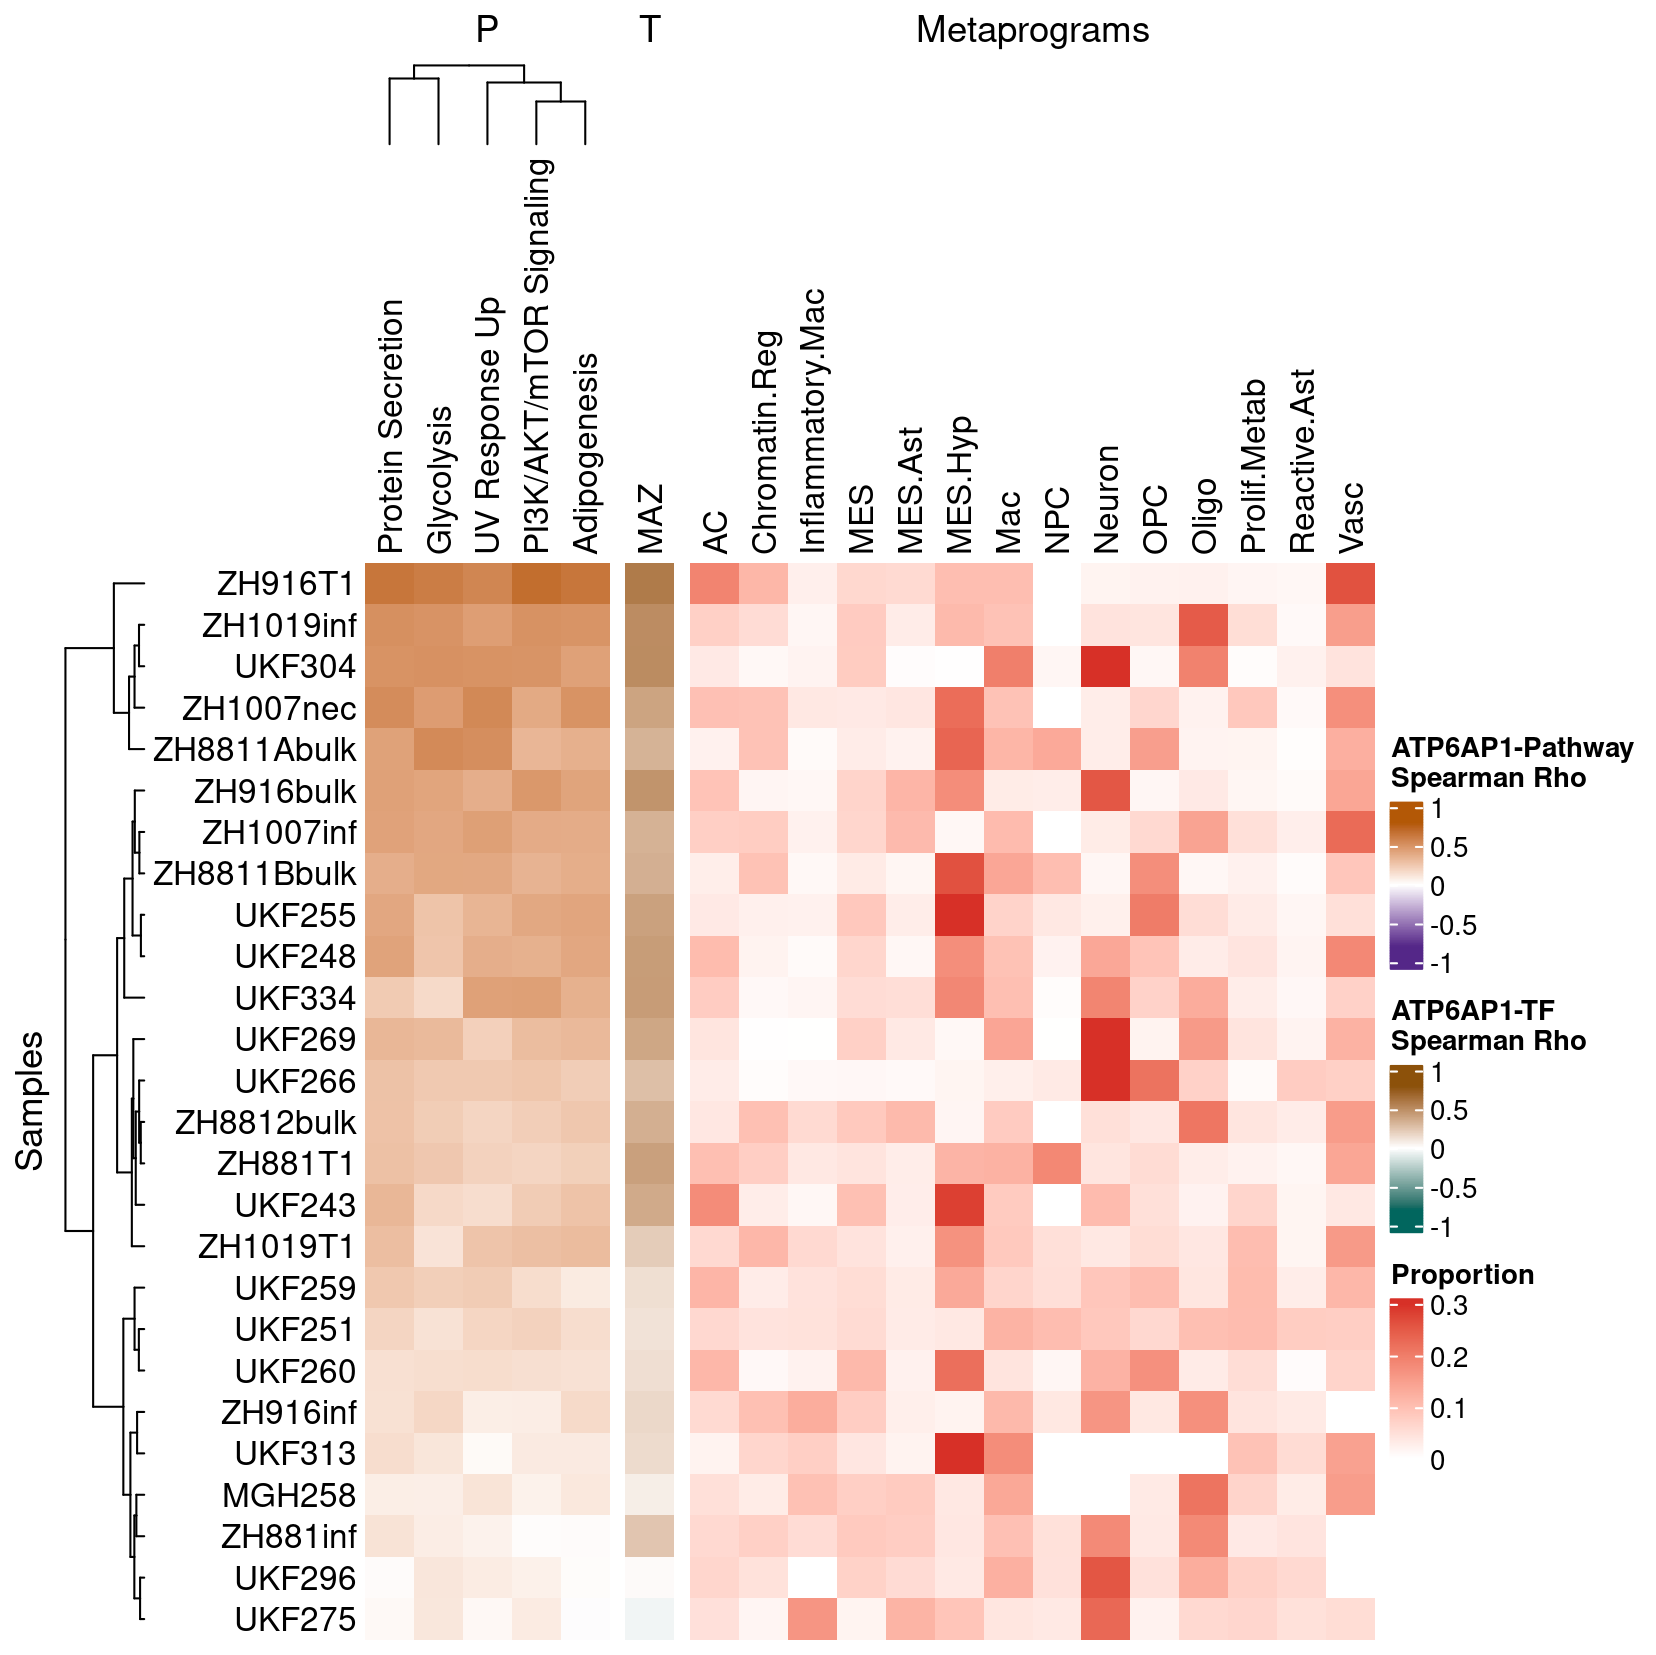 P T Metaprograms
Protein Secretion
Glycolysis
UV Response Up
PI3K/AKT/mTOR Signaling
Adipogenesis
MAZ
AC
Chromatin.Reg
Inflammatory.Mac
MES
MES.Ast
MES.Hyp
Mac
NPC
Neuron
OPC
Oligo
Prolif.Metab
Reactive.Ast
Vasc
Samples
ZH916T1
ZH1019inf
UKF304
ZH1007nec
ZH8811Abulk
ZH916bulk
ZH1007inf
ZH8811Bbulk
UKF255
UKF248
UKF334
UKF269
UKF266
ZH8812bulk
ZH881T1
UKF243
ZH1019T1
UKF259
UKF251
UKF260
ZH916inf
UKF313
MGH258
ZH881inf
UKF296
UKF275
ATP6AP1-Pathway
Spearman Rho
1
0.5
0
-0.5
-1
ATP6AP1-TF
Spearman Rho
1
0.5
0
-0.5
-1
Proportion
0.3
0.2
0.1
0